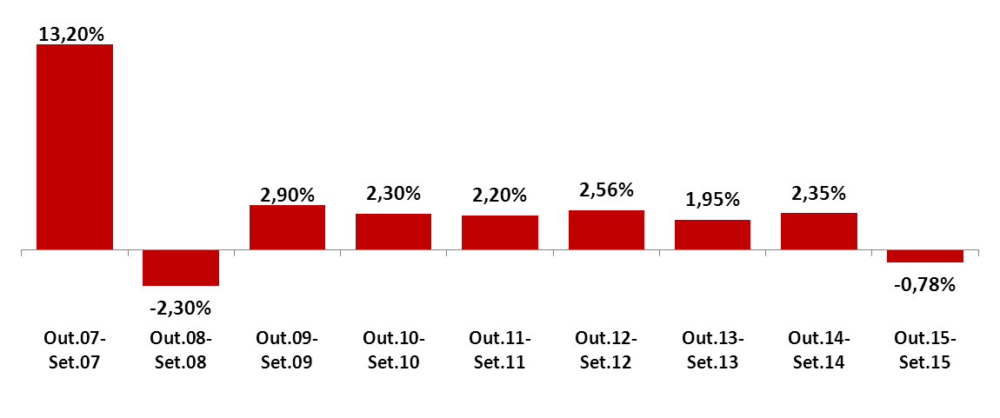 13,20%
-2,30%
2,90%
2,30%
2,20%
2,56%
1,95%
2,35%
-0,78%
Out.07-
Set.07
Out.08-
Set.08
Out.09-
Set.09
Out.10-
Set.10
Out.11-
Set.11
Out.12-
Set.12
Out.13-
Set.13
Out.14-
Set.14
Out.15-
Set.15